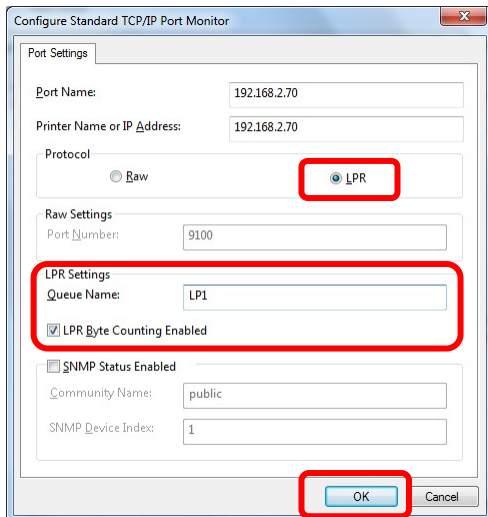 Configure Standard TCP/IP Port Monitor
Port Settings
Port Name: 192.168.2.70
Printer Name or IP Address: 192.168.2.70
Protocol
Raw LPR
Raw Settings
Port Number: 9100
LPR Settings
Queue Name: LP1
LPR Byte Counting Enabled
SNMP Status Enabled
Community Name: public
SNMP Device Index: 1
OK Cancel